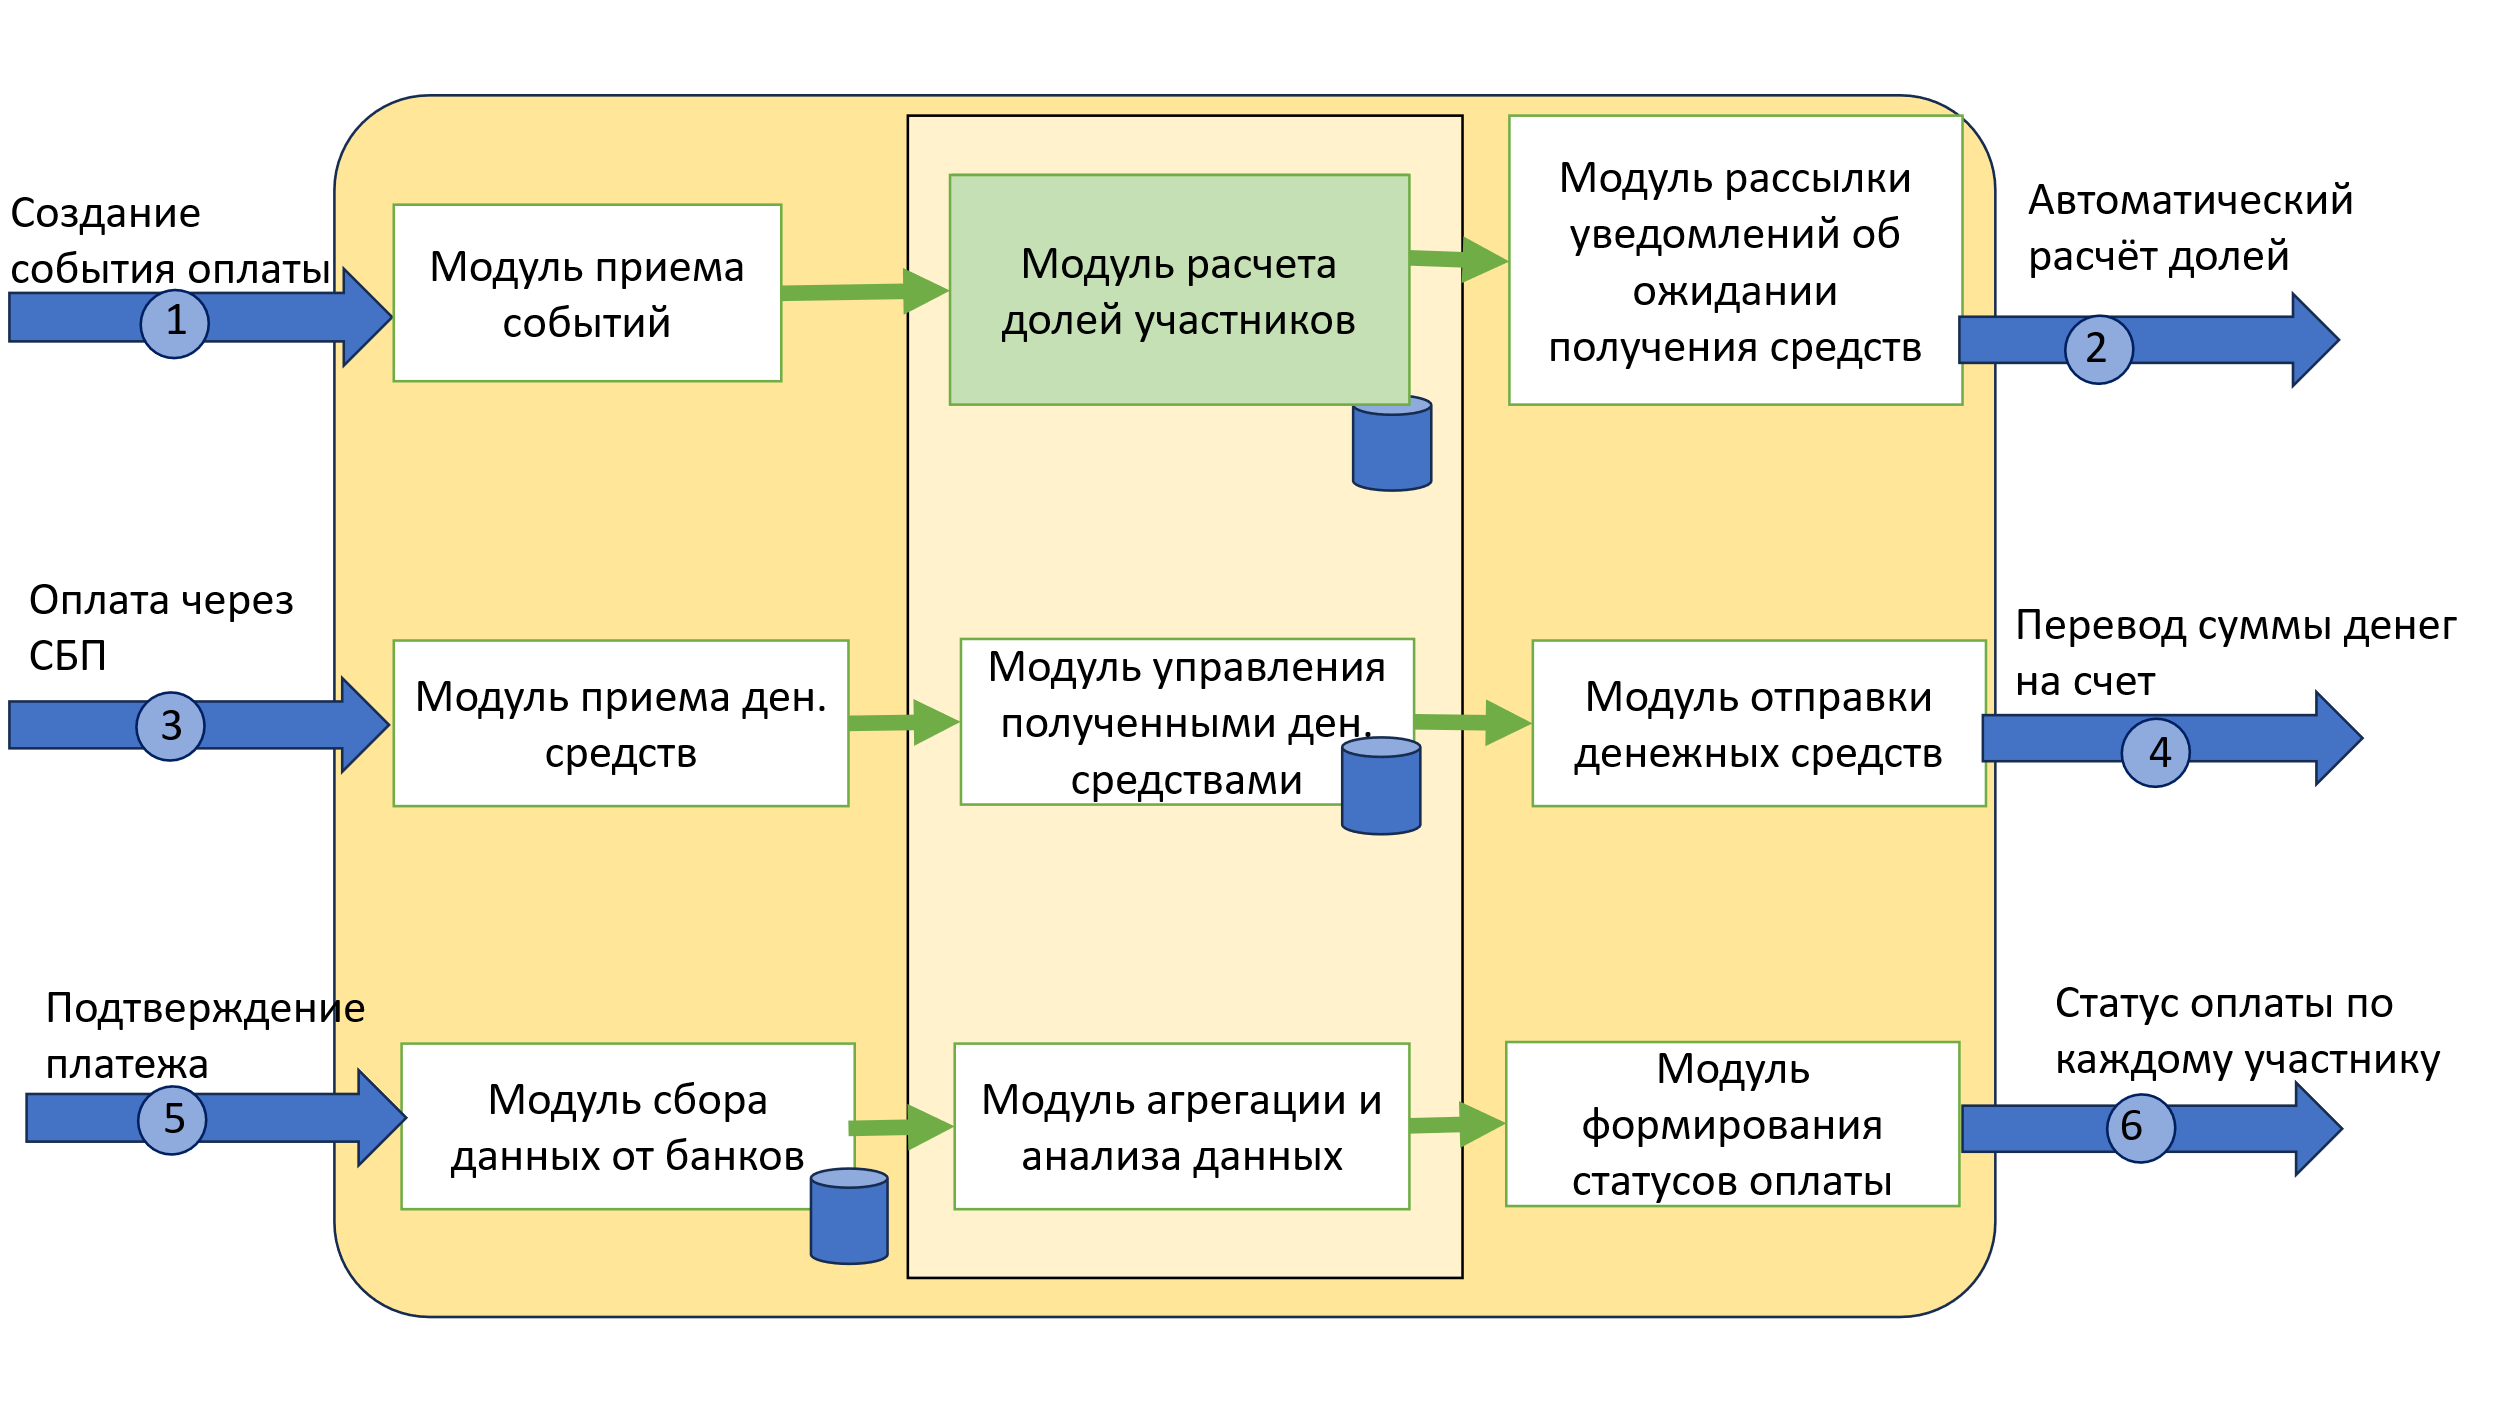 Создание
события оплаты
1
Модуль приема
событий
Модуль расчета
долей участников
Модуль рассылки
уведомлений об
ожидании
получения средств
Автоматический
расчёт долей
2
Оплата через
СБП
3
Модуль приема ден.
средств
Модуль управления
полученными ден.
средствами
Модуль отправки
денежных средств
Перевод суммы денег
на счет
4
Подтверждение
платежа
5
Модуль сбора
данных от банков
Модуль агрегации и
анализа данных
Модуль
формирования
статусов оплаты
Статус оплаты по
каждому участнику
6